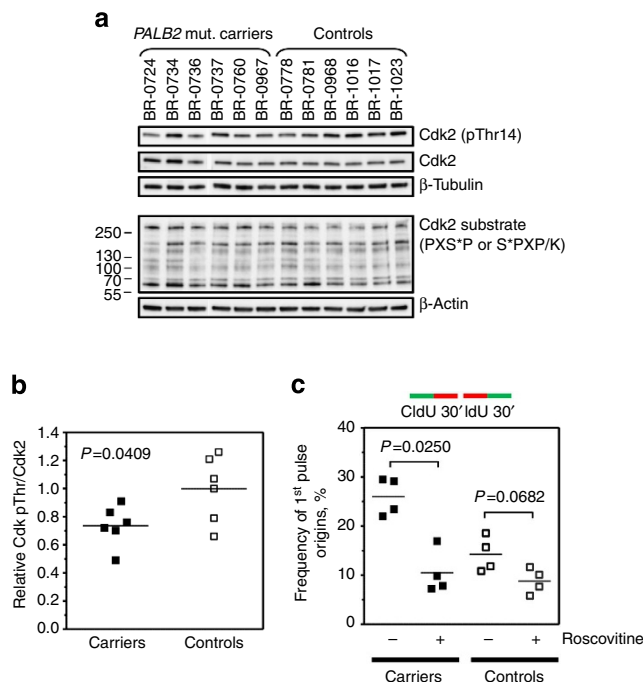 a
PALB2 mut. carriers
Controls
BR-0724
BR-0734
BR-0736
BR-0737
BR-0760
BR-0967
BR-0778
BR-0781
BR-0968
BR-1016
BR-1017
BR-1023
Cdk2 (pThr14)
Cdk2
β-Tubulin
250
130
100
70
55
Cdk2 substrate
(PXS*P or S*PXP/K)
β-Actin
b
Relative Cdk pThr/Cdk2
1.4
1.2
1.0
0.8
0.6
0.4
0.2
0.0
P=0.0409
Carriers
Controls
c
CldU 30′ IdU 30′
Frequency of 1st pulse
origins, %
40
30
20
10
0
P=0.0250
P=0.0682
– + – + Roscovitine
Carriers
Controls